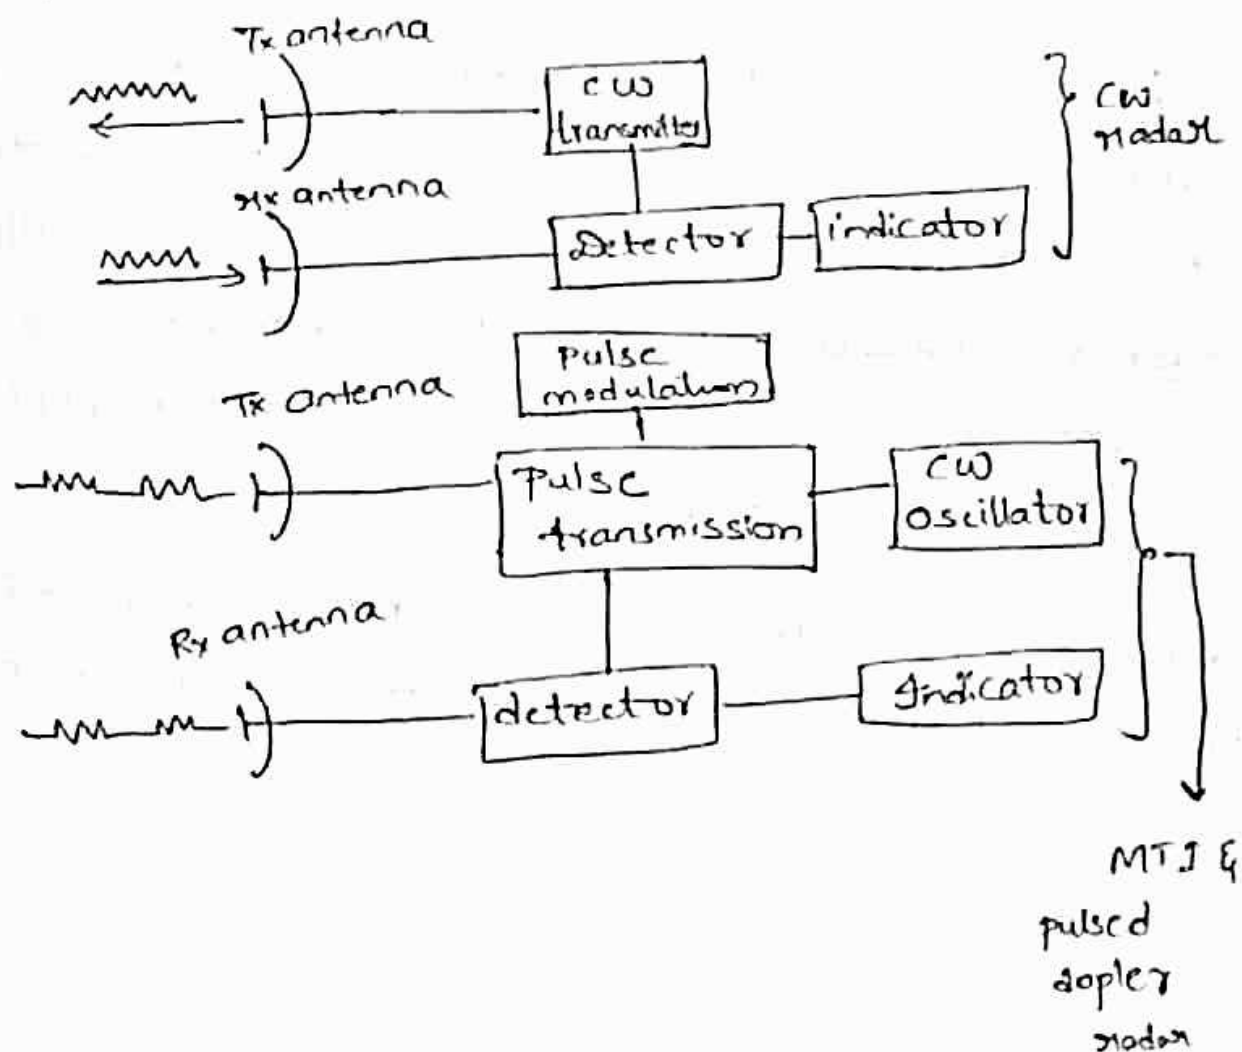 Tx antenna
CW
transmitter
CW
radar
rx antenna
Detector
indicator
pulse
modulation
Tx antenna
Pulse
transmission
CW
oscillator
Rx antenna
detector
Indicator
MTI &
pulsed
dopler
radar